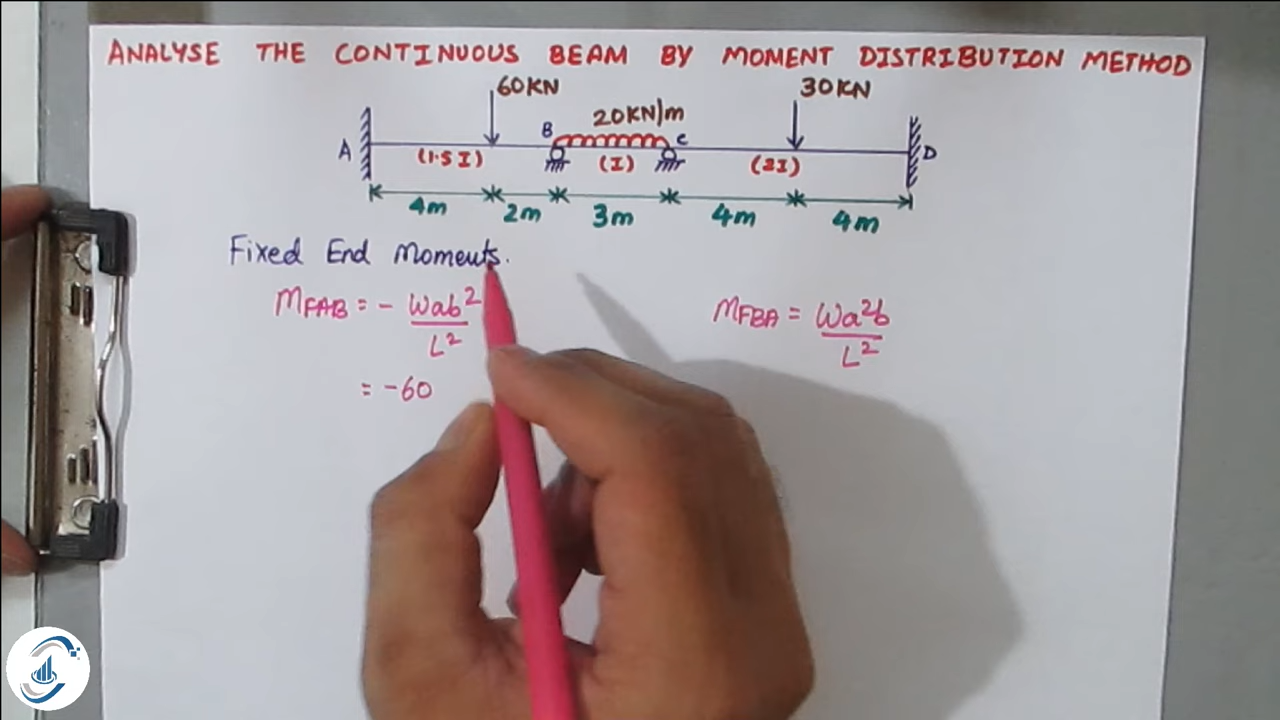 ANALYSE THE CONTINUOUS BEAM BY MOMENT DISTRIBUTION METHOD
60KN 30KN
20KN/m
B C
A D
(1.5I) (I) (2I)
4m 2m 3m 4m 4m
Fixed End Moments.
MFAB = - Wab² / L² MFBA = Wa²b / L²
= -60